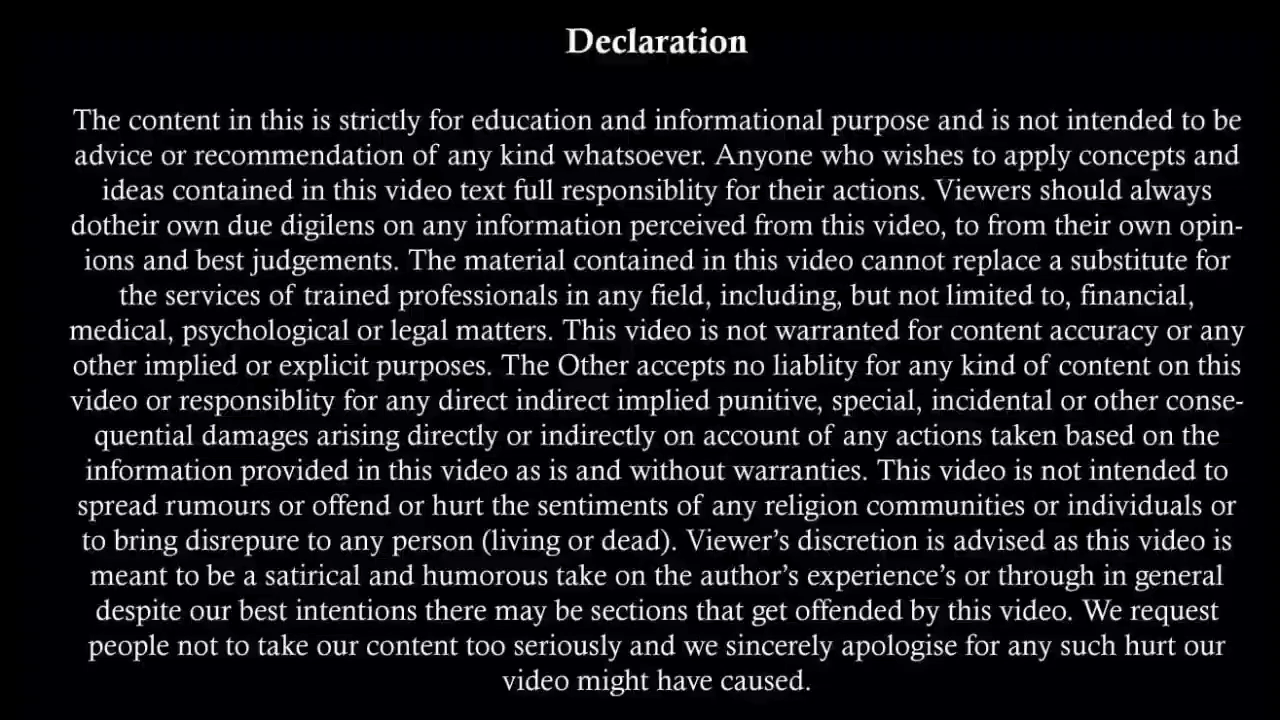 Declaration
The content in this is strictly for education and informational purpose and is not intended to be
advice or recommendation of any kind whatsoever. Anyone who wishes to apply concepts and
ideas contained in this video text full responsiblity for their actions. Viewers should always
dotheir own due digilens on any information perceived from this video, to from their own opin-
ions and best judgements. The material contained in this video cannot replace a substitute for
the services of trained professionals in any field, including, but not limited to, financial,
medical, psychological or legal matters. This video is not warranted for content accuracy or any
other implied or explicit purposes. The Other accepts no liablity for any kind of content on this
video or responsiblity for any direct indirect implied punitive, special, incidental or other conse-
quential damages arising directly or indirectly on account of any actions taken based on the
information provided in this video as is and without warranties. This video is not intended to
spread rumours or offend or hurt the sentiments of any religion communities or individuals or
to bring disrepure to any person (living or dead). Viewer's discretion is advised as this video is
meant to be a satirical and humorous take on the author's experience's or through in general
despite our best intentions there may be sections that get offended by this video. We request
people not to take our content too seriously and we sincerely apologise for any such hurt our
video might have caused.